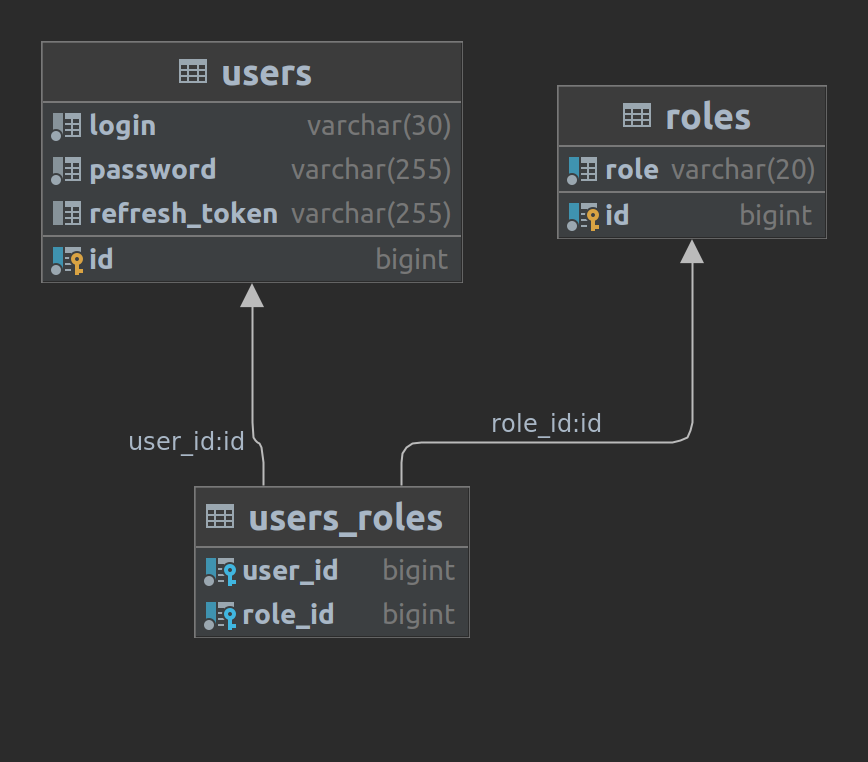 users
login varchar(30)
password varchar(255)
refresh_token varchar(255)
id bigint
roles
role varchar(20)
id bigint
user_id:id
role_id:id
users_roles
user_id bigint
role_id bigint